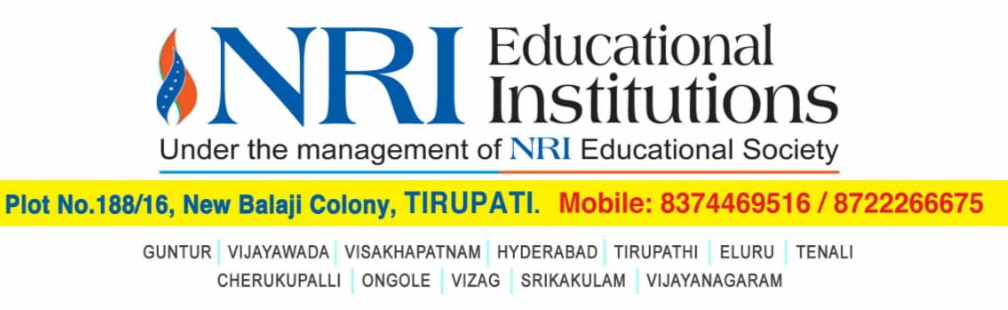 NRI Educational
Institutions
Under the management of NRI Educational Society
Plot No.188/16, New Balaji Colony, TIRUPATI. Mobile: 8374469516 / 8722266675
GUNTUR | VIJAYAWADA | VISAKHAPATNAM | HYDERABAD | TIRUPATHI | ELURU | TENALI
CHERUKUPALLI | ONGOLE | VIZAG | SRIKAKULAM | VIJAYANAGARAM